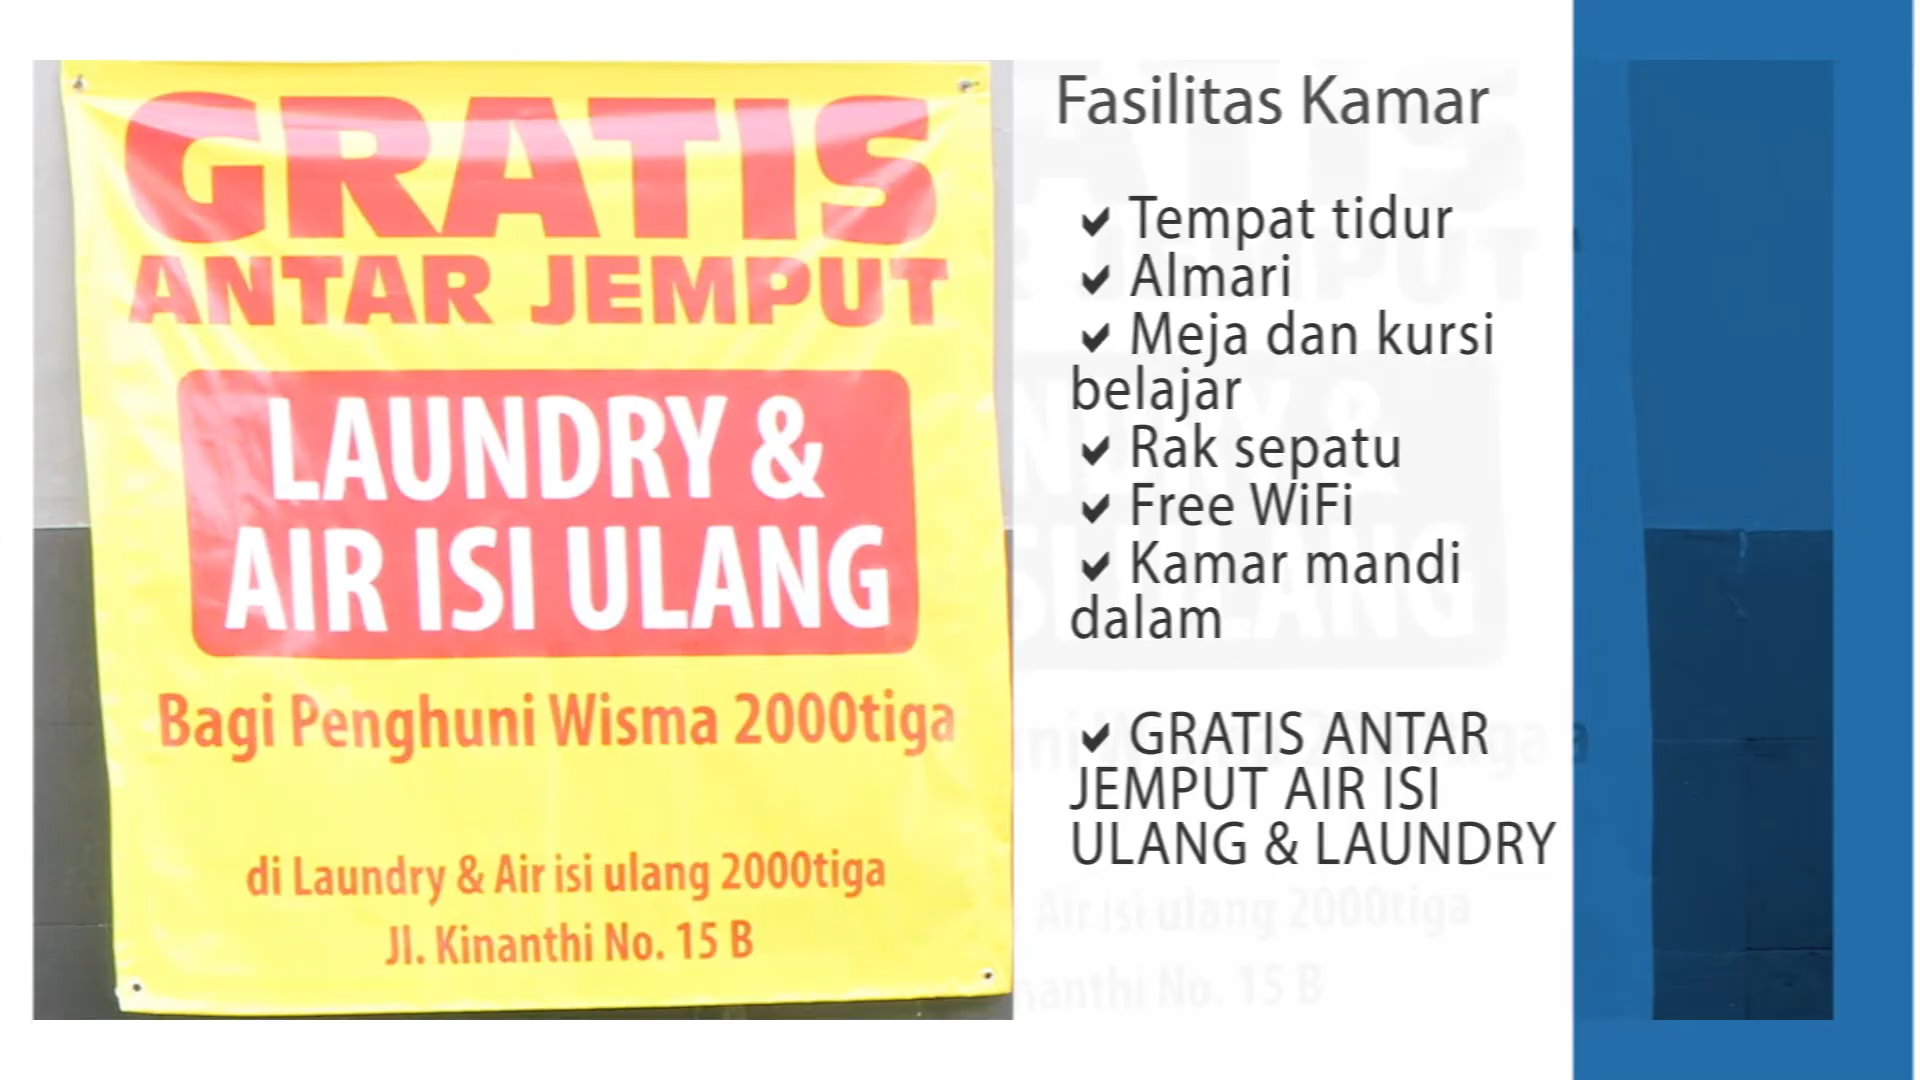 GRATIS
ANTAR JEMPUT
LAUNDRY &
AIR ISI ULANG
Bagi Penghuni Wisma 2000tiga
di Laundry & Air isi ulang 2000tiga
Jl. Kinanthi No. 15 B
Fasilitas Kamar
✔ Tempat tidur
✔ Almari
✔ Meja dan kursi
belajar
✔ Rak sepatu
✔ Free WiFi
✔ Kamar mandi
dalam
✔ GRATIS ANTAR
JEMPUT AIR ISI
ULANG & LAUNDRY